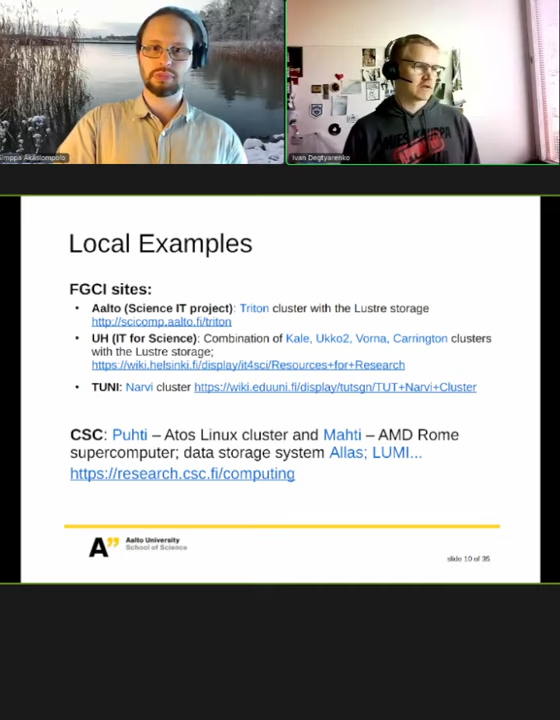 Simppa Äkäslompolo
Ivan Degtyarenko
Local Examples
FGCI sites:
• Aalto (Science IT project): Triton cluster with the Lustre storage
http://scicomp.aalto.fi/triton
• UH (IT for Science): Combination of Kale, Ukko2, Vorna, Carrington clusters
with the Lustre storage;
https://wiki.helsinki.fi/display/it4sci/Resources+for+Research
• TUNI: Narvi cluster https://wiki.eduuni.fi/display/tutsgn/TUT+Narvi+Cluster
CSC: Puhti – Atos Linux cluster and Mahti – AMD Rome
supercomputer; data storage system Allas; LUMI...
https://research.csc.fi/computing
A”
Aalto University
School of Science
slide 10 of 35